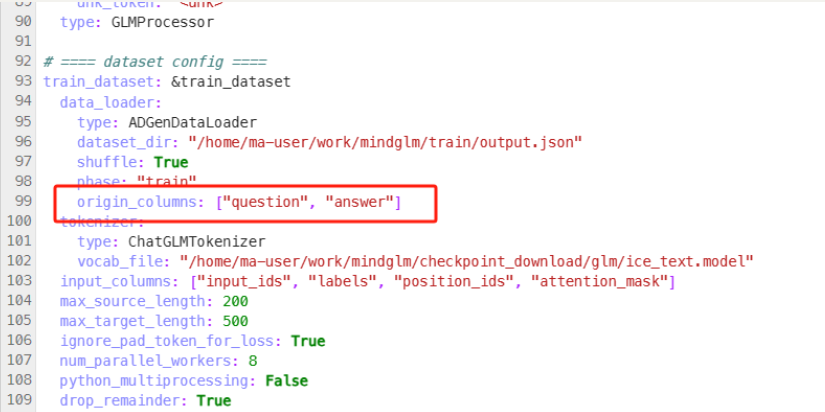 89 unk_token: "<unk>"
90 type: GLMProcessor
91
92 # ==== dataset config ====
93 train_dataset: &train_dataset
94 data_loader:
95 type: ADGenDataLoader
96 dataset_dir: "/home/ma-user/work/mindglm/train/output.json"
97 shuffle: True
98 phase: "train"
99 origin_columns: ["question", "answer"]
100 tokenizer:
101 type: ChatGLMTokenizer
102 vocab_file: "/home/ma-user/work/mindglm/checkpoint_download/glm/ice_text.model"
103 input_columns: ["input_ids", "labels", "position_ids", "attention_mask"]
104 max_source_length: 200
105 max_target_length: 500
106 ignore_pad_token_for_loss: True
107 num_parallel_workers: 8
108 python_multiprocessing: False
109 drop_remainder: True